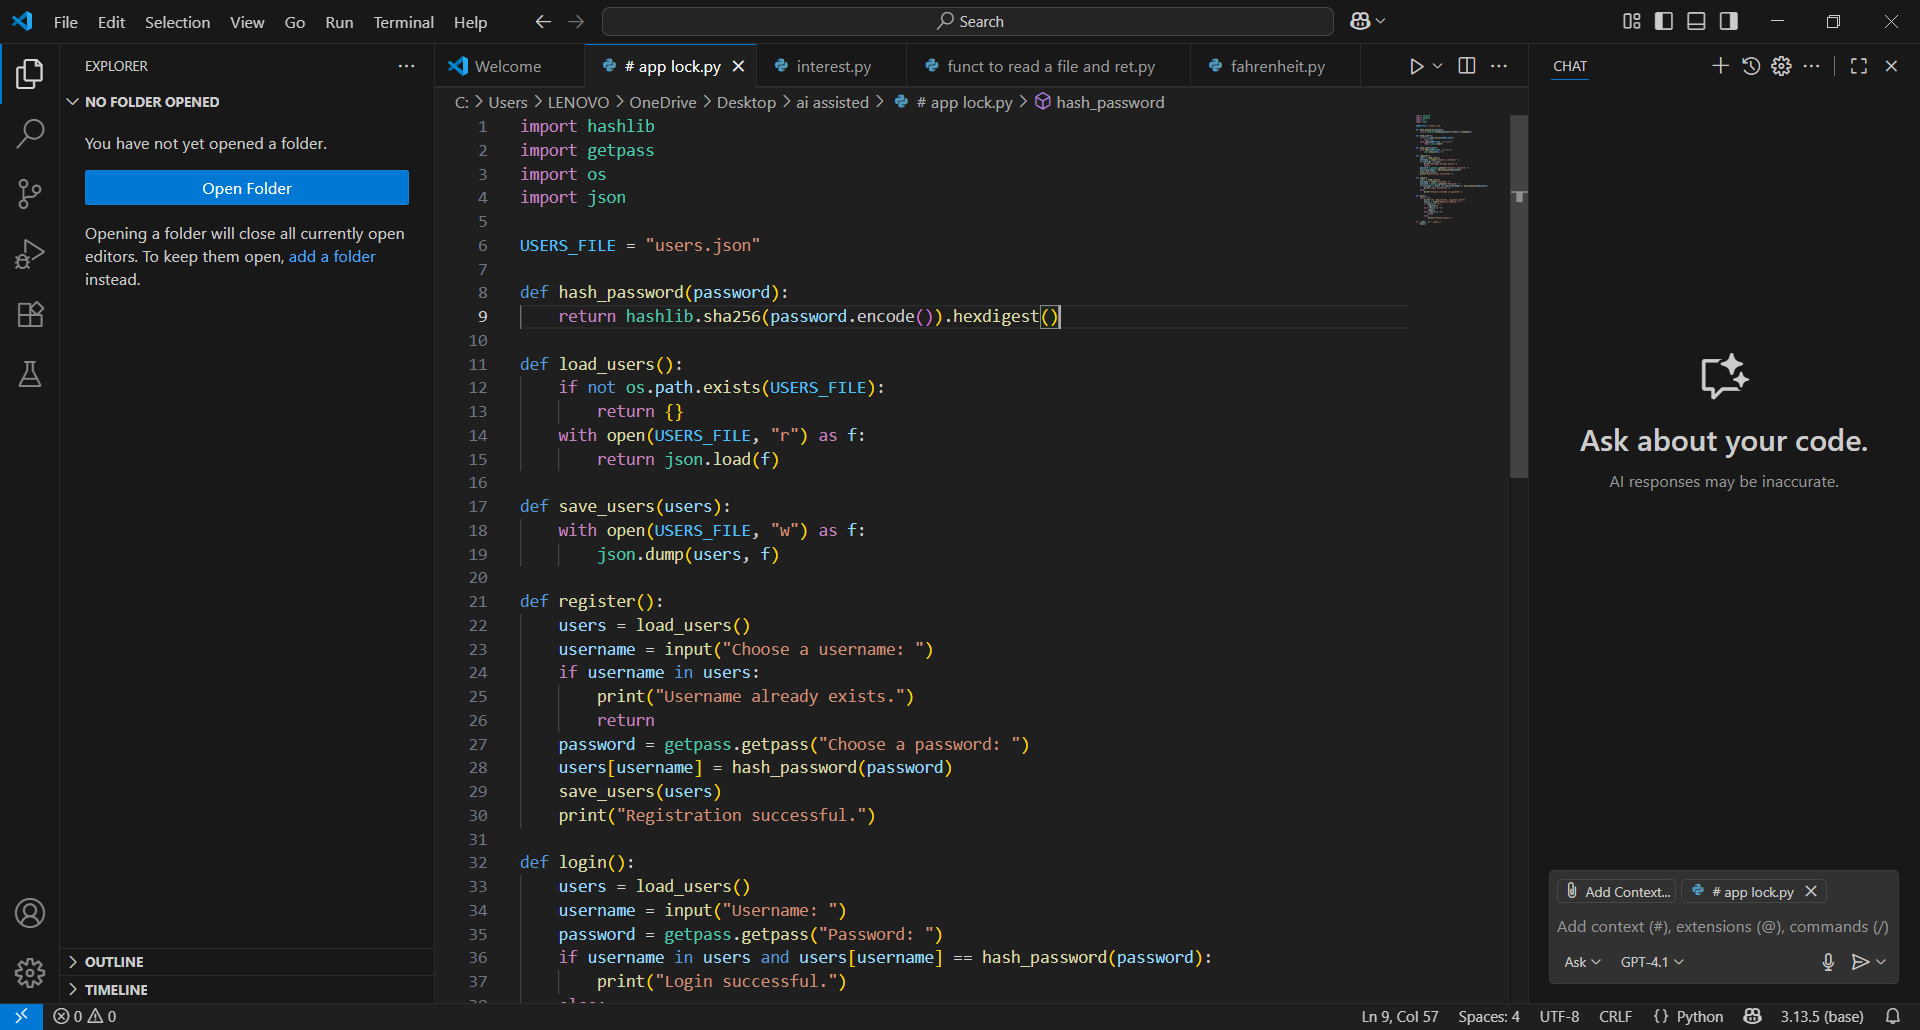 File Edit Selection View Go Run Terminal Help Search
EXPLORER
NO FOLDER OPENED
You have not yet opened a folder.
Open Folder
Opening a folder will close all currently open
editors. To keep them open, add a folder
instead.
OUTLINE
TIMELINE
Welcome # app lock.py interest.py funct to read a file and ret.py fahrenheit.py
C: > Users > LENOVO > OneDrive > Desktop > ai assisted > # app lock.py > hash_password
1 import hashlib
2 import getpass
3 import os
4 import json
5
6 USERS_FILE = "users.json"
7
8 def hash_password(password):
9     return hashlib.sha256(password.encode()).hexdigest()
10
11 def load_users():
12     if not os.path.exists(USERS_FILE):
13         return {}
14     with open(USERS_FILE, "r") as f:
15         return json.load(f)
16
17 def save_users(users):
18     with open(USERS_FILE, "w") as f:
19         json.dump(users, f)
20
21 def register():
22     users = load_users()
23     username = input("Choose a username: ")
24     if username in users:
25         print("Username already exists.")
26         return
27     password = getpass.getpass("Choose a password: ")
28     users[username] = hash_password(password)
29     save_users(users)
30     print("Registration successful.")
31
32 def login():
33     users = load_users()
34     username = input("Username: ")
35     password = getpass.getpass("Password: ")
36     if username in users and users[username] == hash_password(password):
37         print("Login successful.")
38     else:
CHAT
Ask about your code.
AI responses may be inaccurate.
Add Context... # app lock.py
Add context (#), extensions (@), commands (/)
Ask GPT-4.1
0 0 Ln 9, Col 57 Spaces: 4 UTF-8 CRLF {} Python 3.13.5 (base)